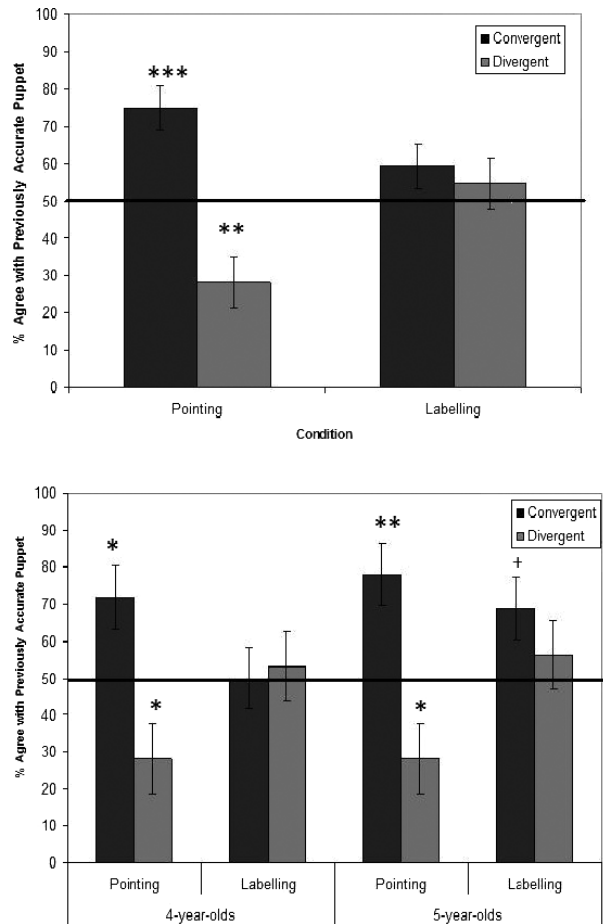 100
90
80
70
60
50
40
30
20
10
0
% Agree with Previously Accurate Puppet
***
**
Convergent
Divergent
Pointing
Labelling
Condition
100
90
80
70
60
50
40
30
20
10
0
% Agree with Previously Accurate Puppet
*
*
**
*
+
Convergent
Divergent
Pointing
Labelling
Pointing
Labelling
4-year-olds
5-year-olds